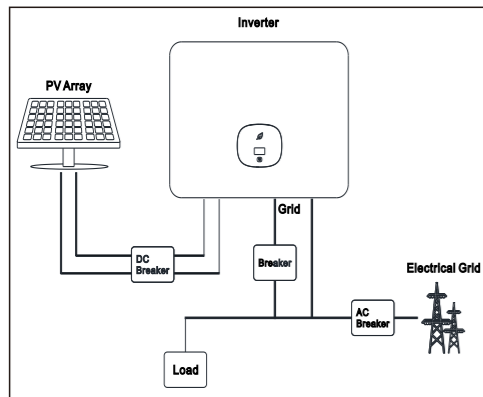 Inverter
PV Array
Grid
DC
Breaker
Breaker
Electrical Grid
AC
Breaker
Load